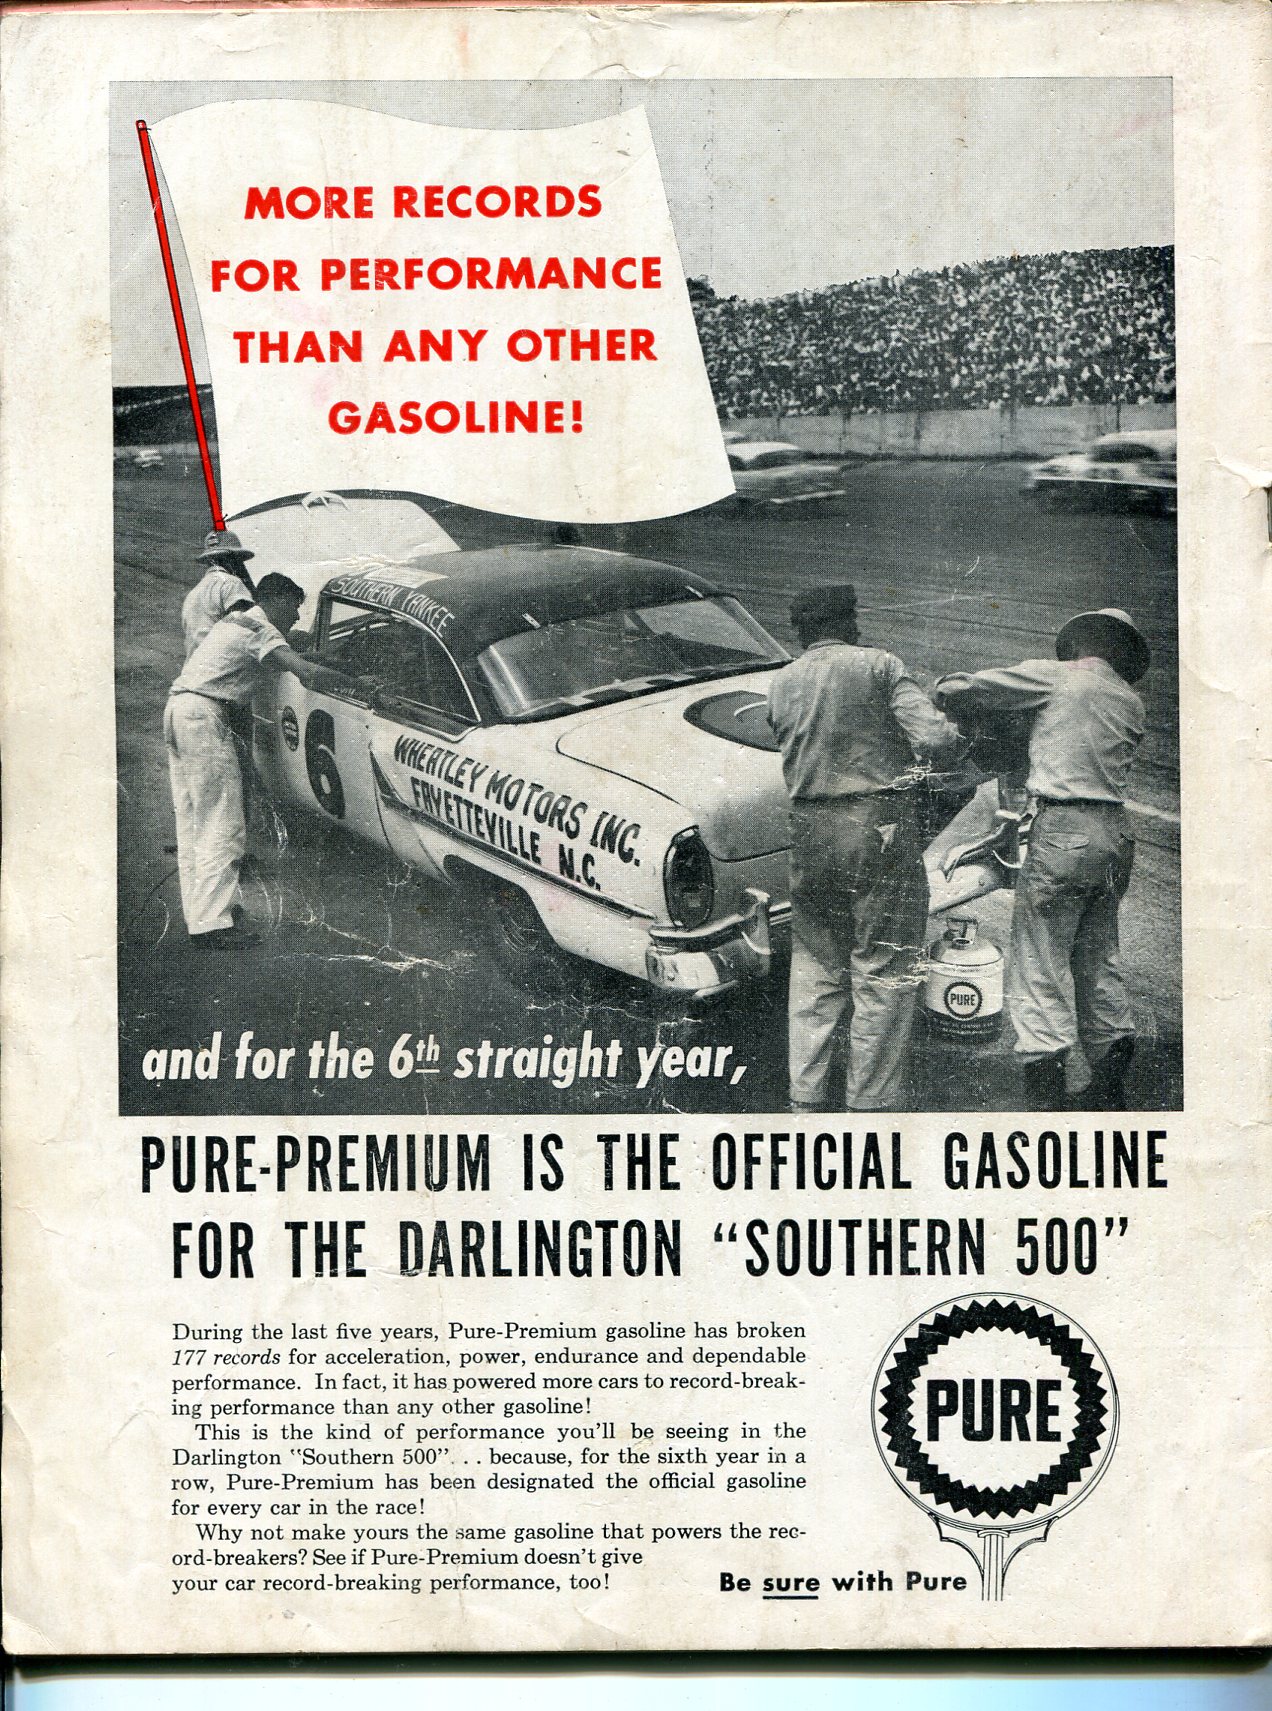 MORE RECORDS
FOR PERFORMANCE
THAN ANY OTHER
GASOLINE!
SOUTHERN YANKEE
6
WHEATLEY MOTORS INC.
FAYETTEVILLE N.C.
PURE
and for the 6th straight year,
PURE-PREMIUM IS THE OFFICIAL GASOLINE
FOR THE DARLINGTON “SOUTHERN 500”
During the last five years, Pure-Premium gasoline has broken
177 records for acceleration, power, endurance and dependable
performance. In fact, it has powered more cars to record-break-
ing performance than any other gasoline!
This is the kind of performance you'll be seeing in the
Darlington “Southern 500”. . . because, for the sixth year in a
row, Pure-Premium has been designated the official gasoline
for every car in the race!
Why not make yours the same gasoline that powers the rec-
ord-breakers? See if Pure-Premium doesn't give
your car record-breaking performance, too!
PURE
Be sure with Pure